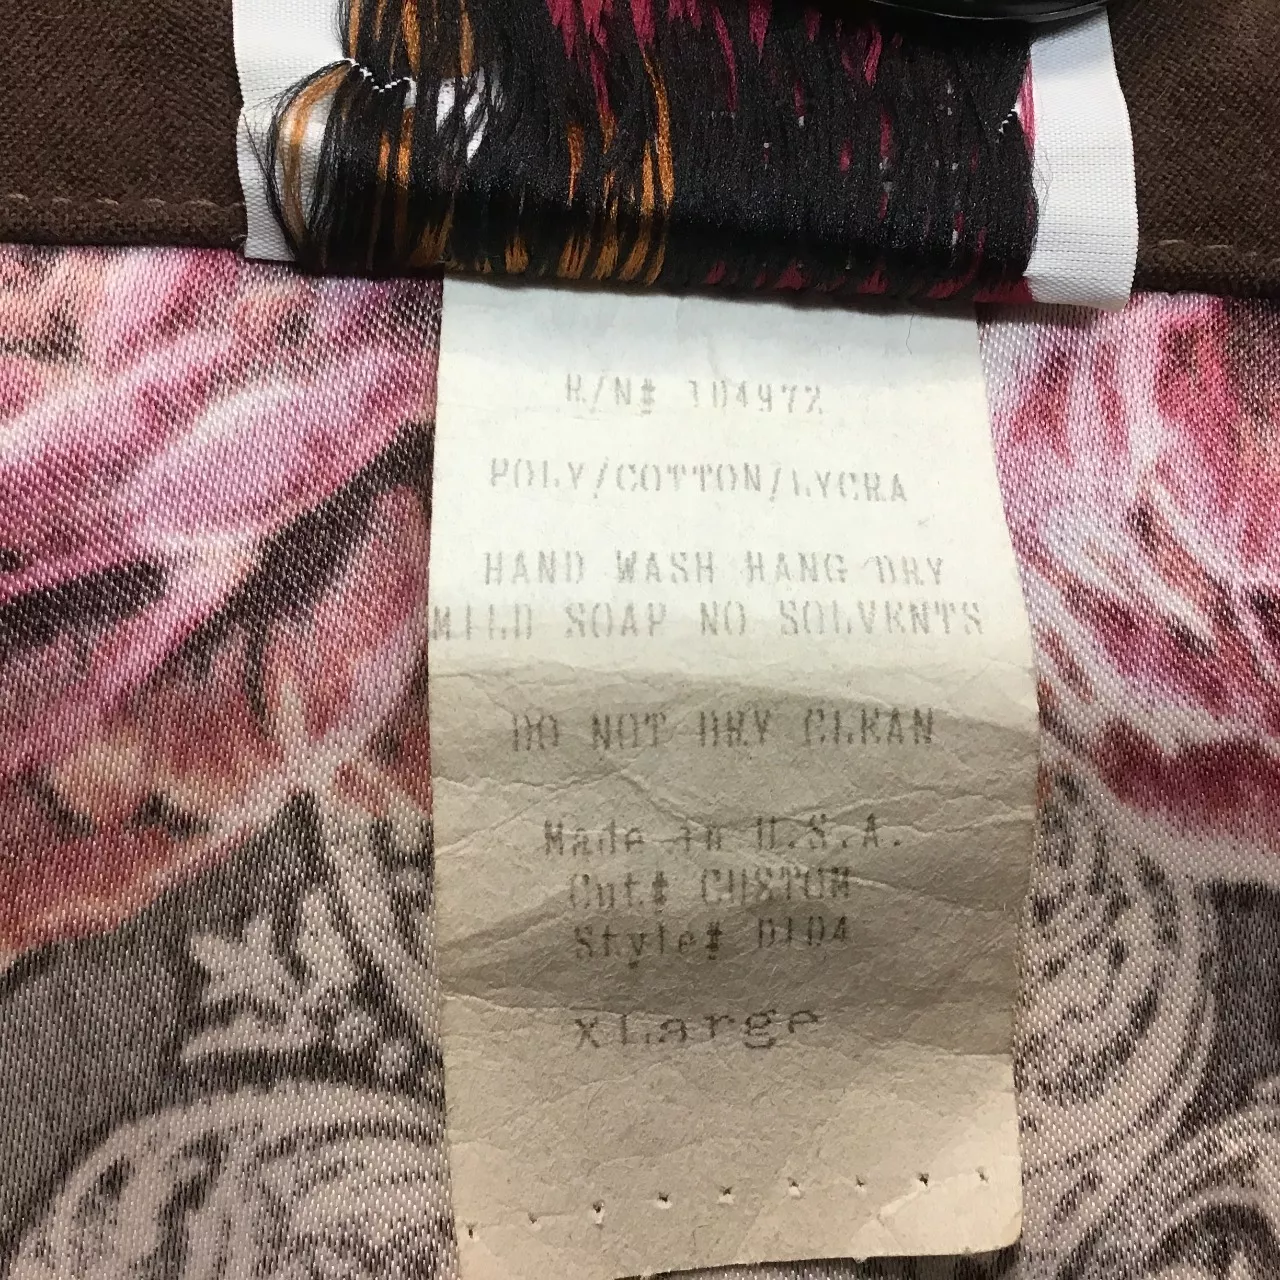 R/N# 104972
POLY/COTTON/LYCRA
HAND WASH HANG DRY
MILD SOAP NO SOLVENTS
DO NOT DRY CLEAN
Made in U.S.A.
Cut# CUSTOM
Style# D104
XLarge